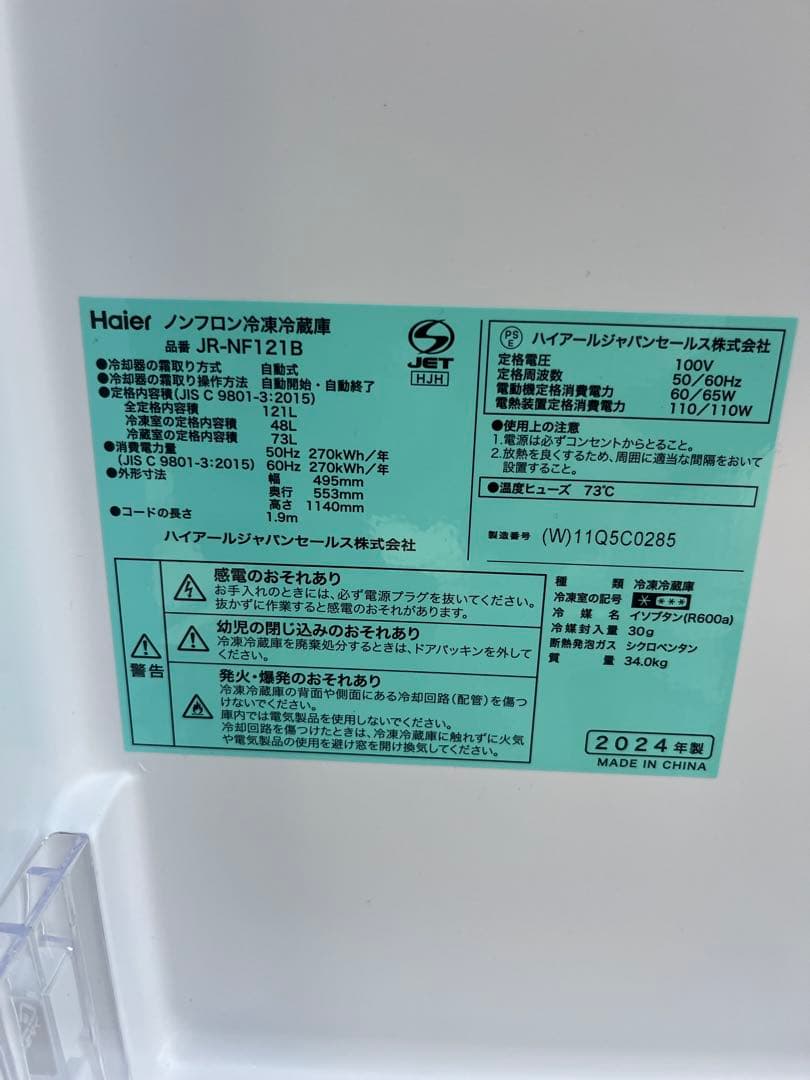 Haier ノンフロン冷凍冷蔵庫
品番 JR-NF121B
●冷却器の霜取り方式 自動式
●冷却器の霜取り操作方法 自動開始・自動終了
●定格内容積(JIS C 9801-3:2015)
全定格内容積 121L
冷凍室の定格内容積 48L
冷蔵室の定格内容積 73L
●消費電力量 50Hz 270kWh/年
(JIS C 9801-3:2015) 60Hz 270kWh/年
●外形寸法 幅 495mm
奥行 553mm
高さ 1140mm
●コードの長さ 1.9m
ハイアールジャパンセールス株式会社
JET
HJH
PS
E
ハイアールジャパンセールス株式会社
定格電圧 100V
定格周波数 50/60Hz
電動機定格消費電力 60/65W
電熱装置定格消費電力 110/110W
●使用上の注意
1.電源は必ずコンセントからとること。
2.放熱を良くするため、周囲に適当な間隔をおいて
設置すること。
●温度ヒューズ 73℃
製造番号 (W)11Q5C0285
警告
感電のおそれあり
お手入れのときには、必ず電源プラグを抜いてください。
抜かずに作業すると感電のおそれがあります。
幼児の閉じ込みのおそれあり
冷凍冷蔵庫を廃棄処分するときは、ドアパッキンを外して
ください。
発火・爆発のおそれあり
冷凍冷蔵庫の背面や側面にある冷却回路(配管)を傷つ
けないでください。
庫内では電気製品を使用しないでください。
冷却回路を傷つけたときは、冷凍冷蔵庫に触れずに火気
や電気製品の使用を避け窓を開け換気してください。
種類 冷凍冷蔵庫
冷凍室の記号 * ***
冷媒名 イソブタン(R600a)
冷媒封入量 30g
断熱発泡ガス シクロペンタン
質量 34.0kg
2024年製
MADE IN CHINA